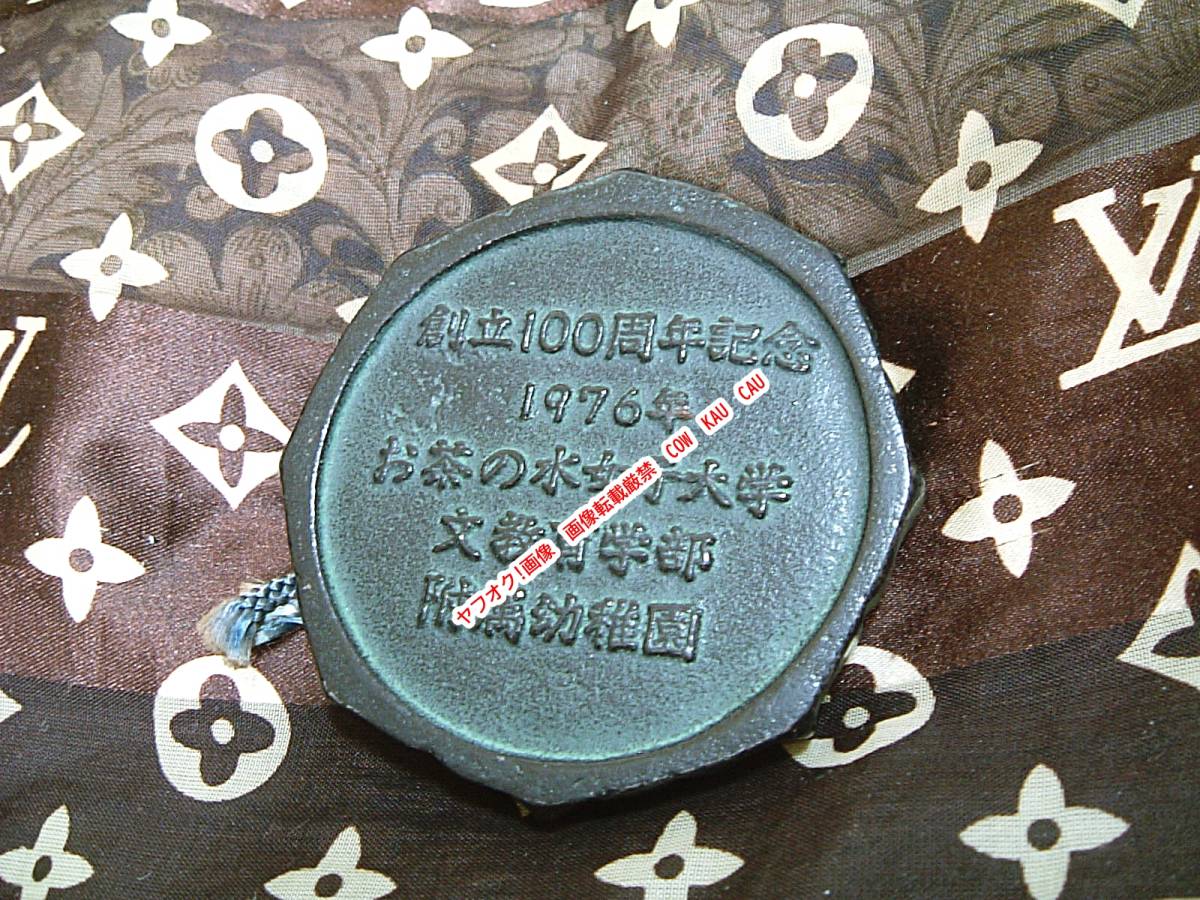 創立100周年記念
1976年
お茶の水女子大学
文教育学部
附属幼稚園
ヤフオク!画像 画像転載厳禁 COW KAU CAU
LV